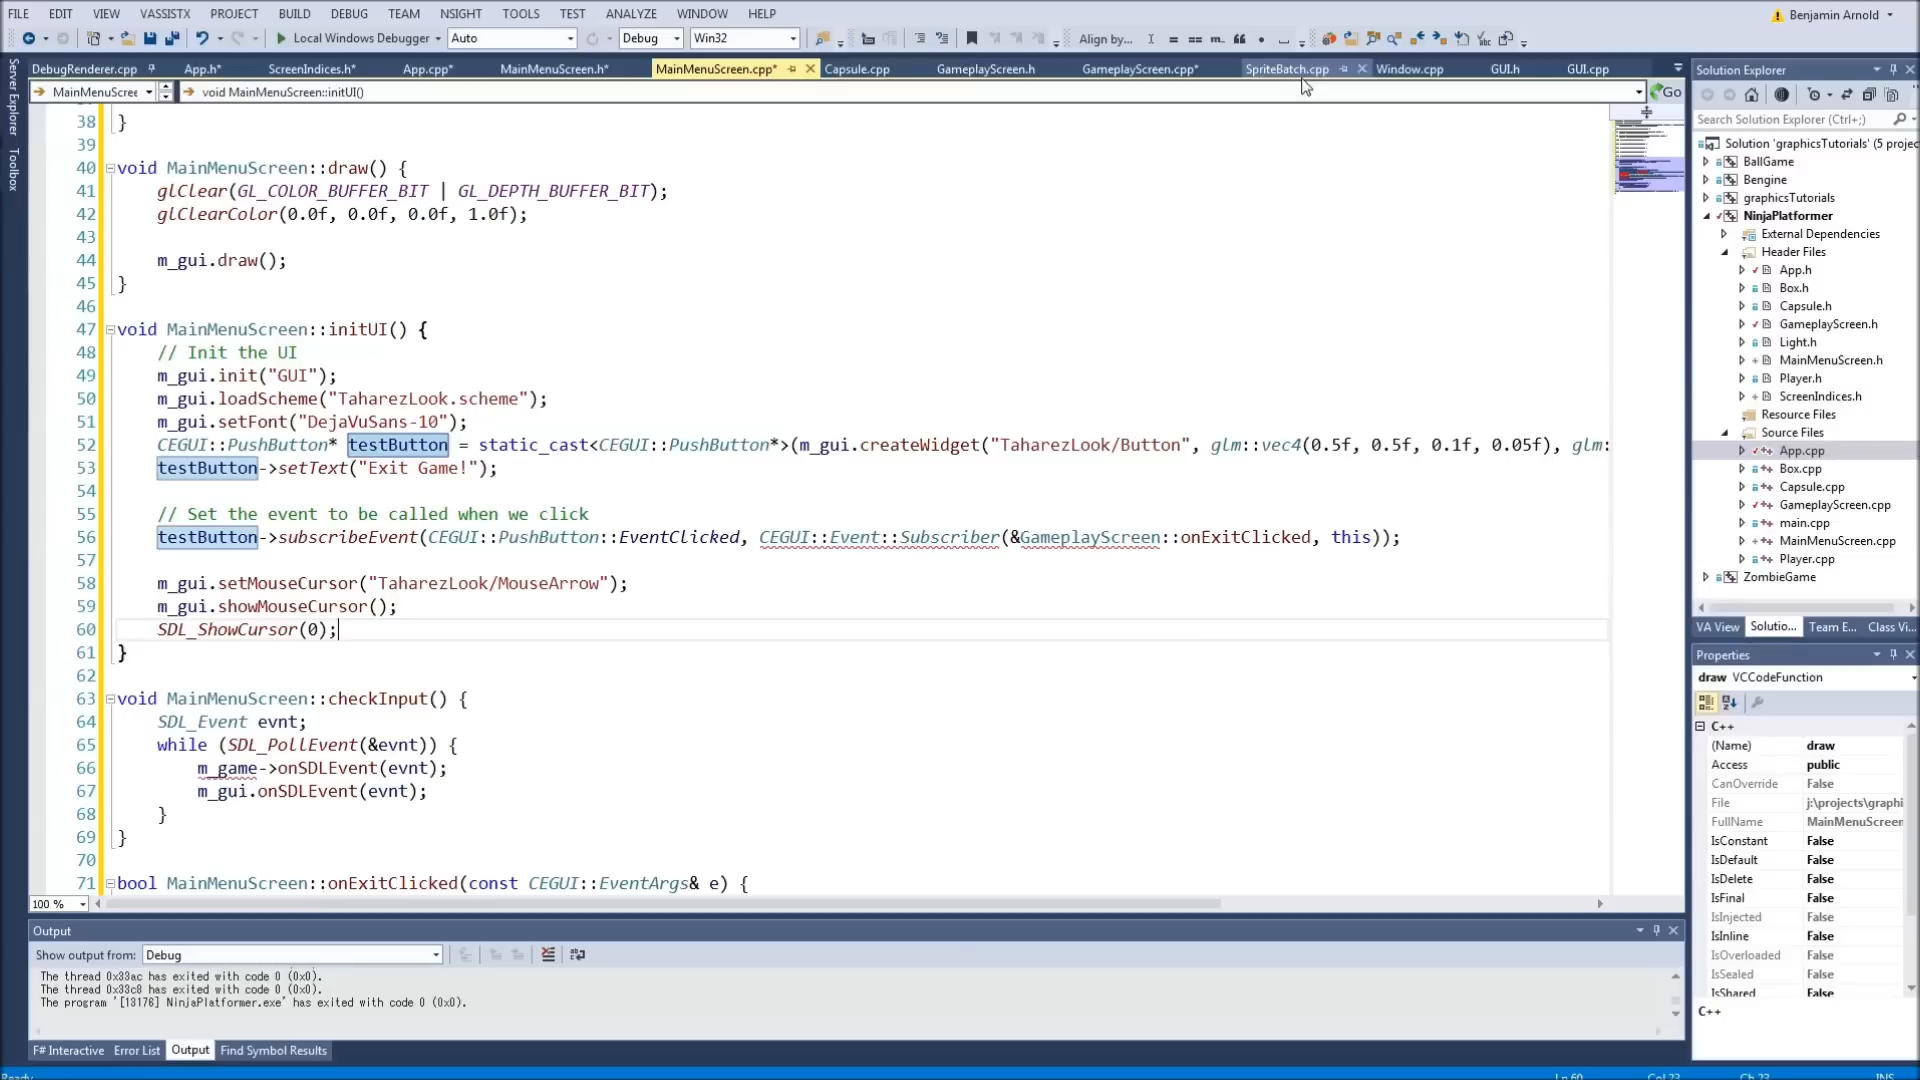 FILE EDIT VIEW VASSISTX PROJECT BUILD DEBUG TEAM NSIGHT TOOLS TEST ANALYZE WINDOW HELP
Benjamin Arnold
Local Windows Debugger Auto Debug Win32 Align by...
DebugRenderer.cpp App.h* ScreenIndices.h* App.cpp* MainMenuScreen.h* MainMenuScreen.cpp* Capsule.cpp GameplayScreen.h GameplayScreen.cpp* SpriteBatch.cpp Window.cpp GUI.h GUI.cpp
MainMenuScree void MainMenuScreen::initUI() Go
Server Explorer
Toolbox
38 }
39
40 void MainMenuScreen::draw() {
41 glClear(GL_COLOR_BUFFER_BIT | GL_DEPTH_BUFFER_BIT);
42 glClearColor(0.0f, 0.0f, 0.0f, 1.0f);
43
44 m_gui.draw();
45 }
46
47 void MainMenuScreen::initUI() {
48 // Init the UI
49 m_gui.init("GUI");
50 m_gui.loadScheme("TaharezLook.scheme");
51 m_gui.setFont("DejaVuSans-10");
52 CEGUI::PushButton* testButton = static_cast<CEGUI::PushButton*>(m_gui.createWidget("TaharezLook/Button", glm::vec4(0.5f, 0.5f, 0.1f, 0.05f), glm:
53 testButton->setText("Exit Game!");
54
55 // Set the event to be called when we click
56 testButton->subscribeEvent(CEGUI::PushButton::EventClicked, CEGUI::Event::Subscriber(&GameplayScreen::onExitClicked, this));
57
58 m_gui.setMouseCursor("TaharezLook/MouseArrow");
59 m_gui.showMouseCursor();
60 SDL_ShowCursor(0);
61 }
62
63 void MainMenuScreen::checkInput() {
64 SDL_Event evnt;
65 while (SDL_PollEvent(&evnt)) {
66 m_game->onSDLEvent(evnt);
67 m_gui.onSDLEvent(evnt);
68 }
69 }
70
71 bool MainMenuScreen::onExitClicked(const CEGUI::EventArgs& e) {
100 %
Output
Show output from: Debug
The thread 0x33ac has exited with code 0 (0x0).
The thread 0x33c8 has exited with code 0 (0x0).
The program '[13176] NinjaPlatformer.exe' has exited with code 0 (0x0).
F# Interactive Error List Output Find Symbol Results
Solution Explorer
Search Solution Explorer (Ctrl+;)
Solution 'graphicsTutorials' (5 projec
BallGame
Bengine
graphicsTutorials
NinjaPlatformer
External Dependencies
Header Files
App.h
Box.h
Capsule.h
GameplayScreen.h
Light.h
MainMenuScreen.h
Player.h
ScreenIndices.h
Resource Files
Source Files
App.cpp
Box.cpp
Capsule.cpp
GameplayScreen.cpp
main.cpp
MainMenuScreen.cpp
Player.cpp
ZombieGame
VA View Solutio... Team E... Class Vi...
Properties
draw VCCodeFunction
C++
(Name) draw
Access public
CanOverride False
File j:\projects\graphi
FullName MainMenuScreen
IsConstant False
IsDefault False
IsDelete False
IsFinal False
IsInjected False
IsInline False
IsOverloaded False
IsSealed False
IsShared False
C++
Ready Ln 60 Col 23 Ch 23 INS